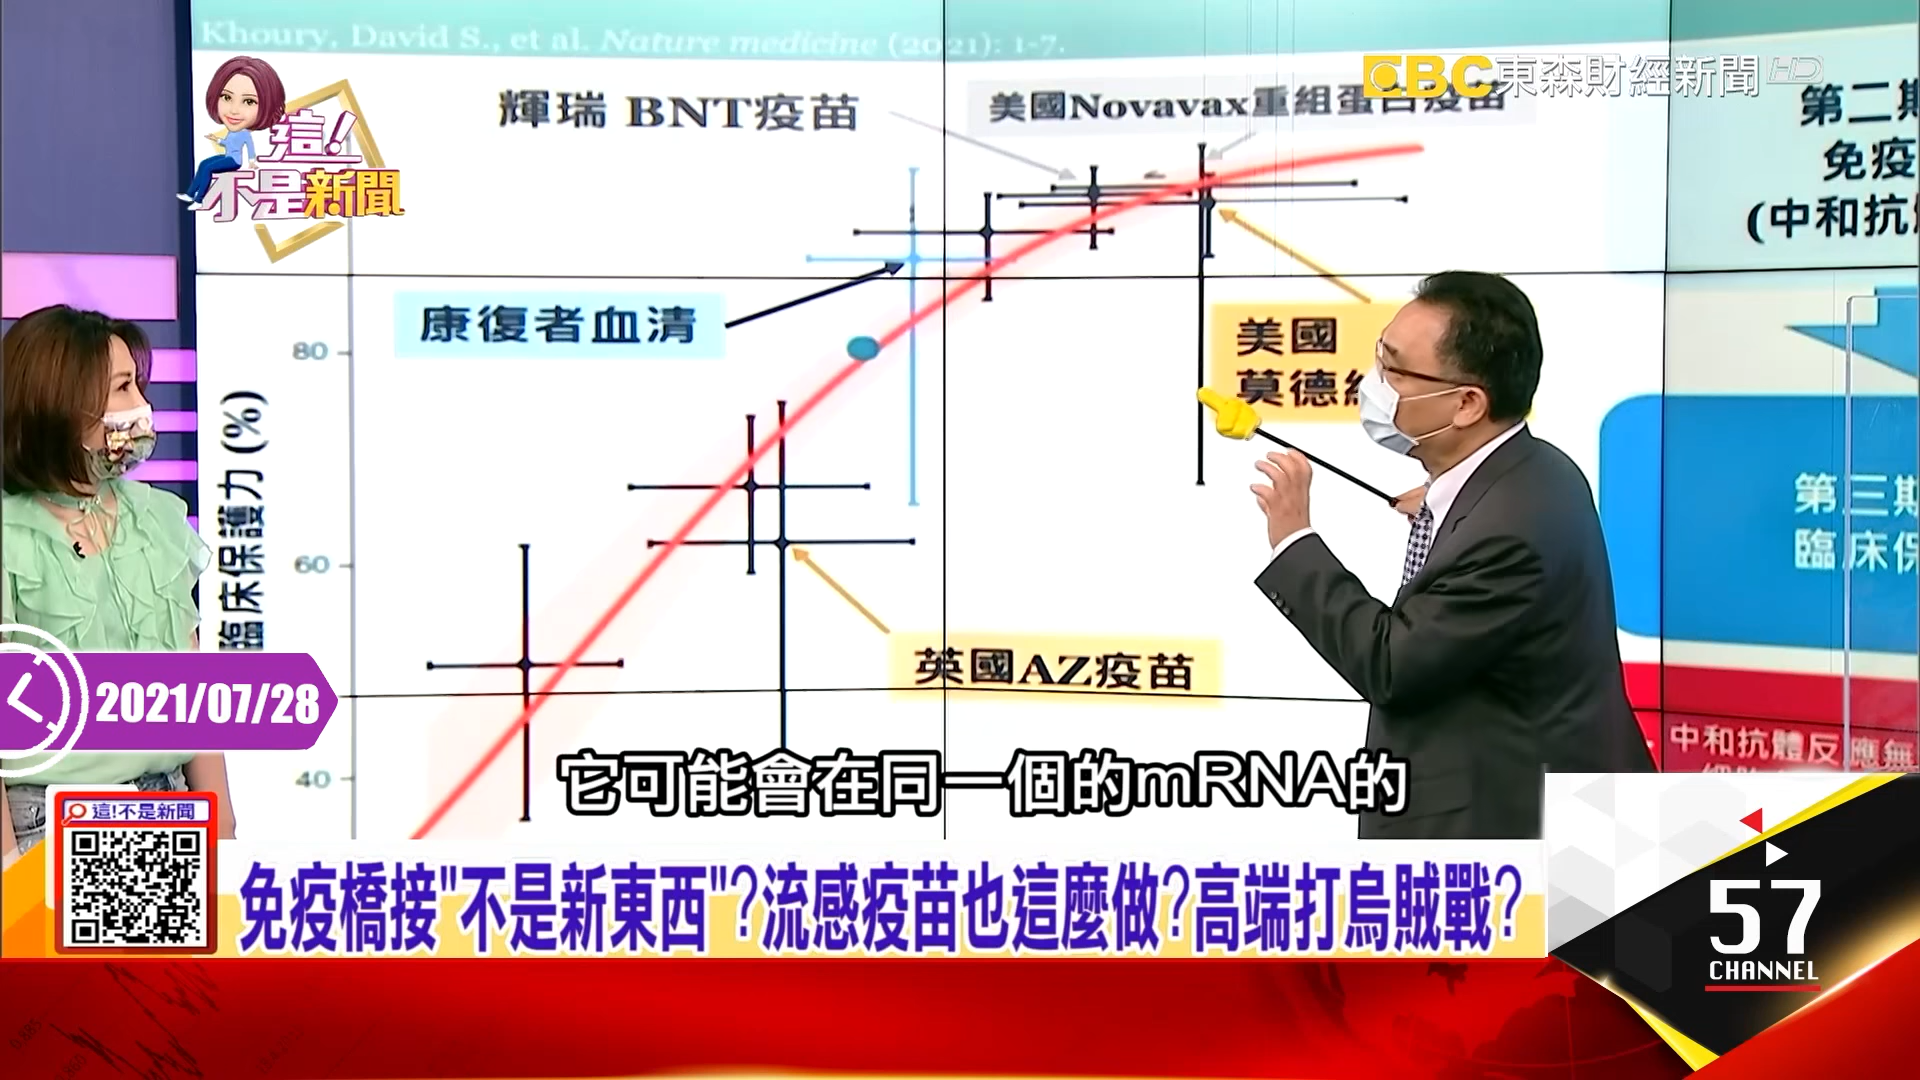 Khoury, David S., et al. Nature medicine (2021): 1-7.
EBC東森財經新聞HD
這!
不是新聞
輝瑞 BNT疫苗
美國Novavax重組蛋白疫苗
第二期
免疫
(中和抗
康復者血清
美國
莫德納
80
60
40
臨床保護力 (%)
英國AZ疫苗
第三期
臨床保
中和抗體反應無
2021/07/28
它可能會在同一個的mRNA的
這!不是新聞
免疫橋接"不是新東西"?流感疫苗也這麼做?高端打烏賊戰?
57
CHANNEL